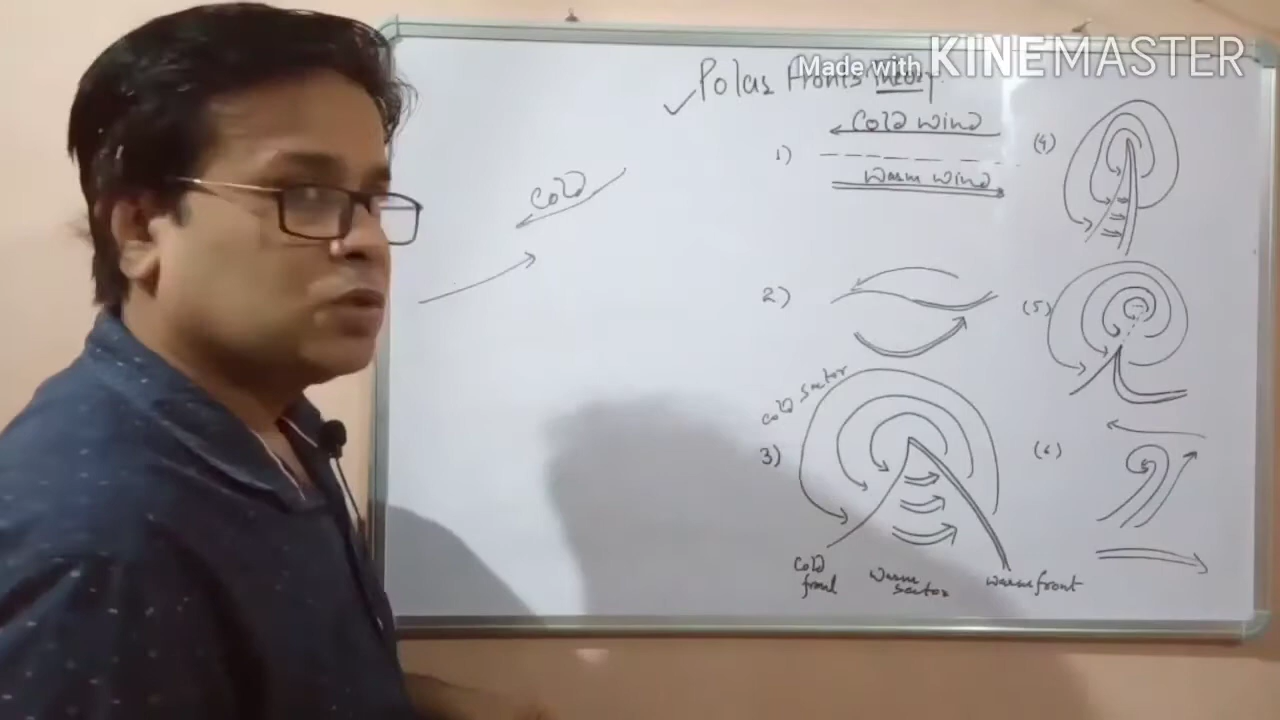 Made with KINEMASTER
Polar Fronts Theory
Cold wind
1)
Warm wind
(4)
Cold
2)
(5)
Cold Sector
3)
(6)
Cold front
Warm sector
Warm front